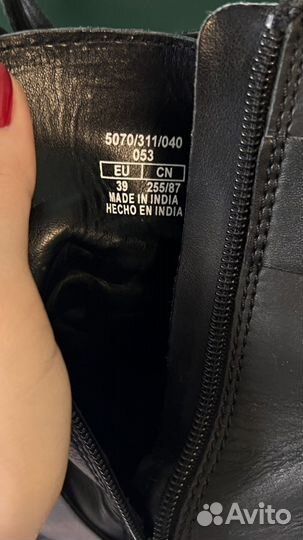 5070/311/040
053
EU CN
39 255/87
MADE IN INDIA
HECHO EN INDIA
Avito